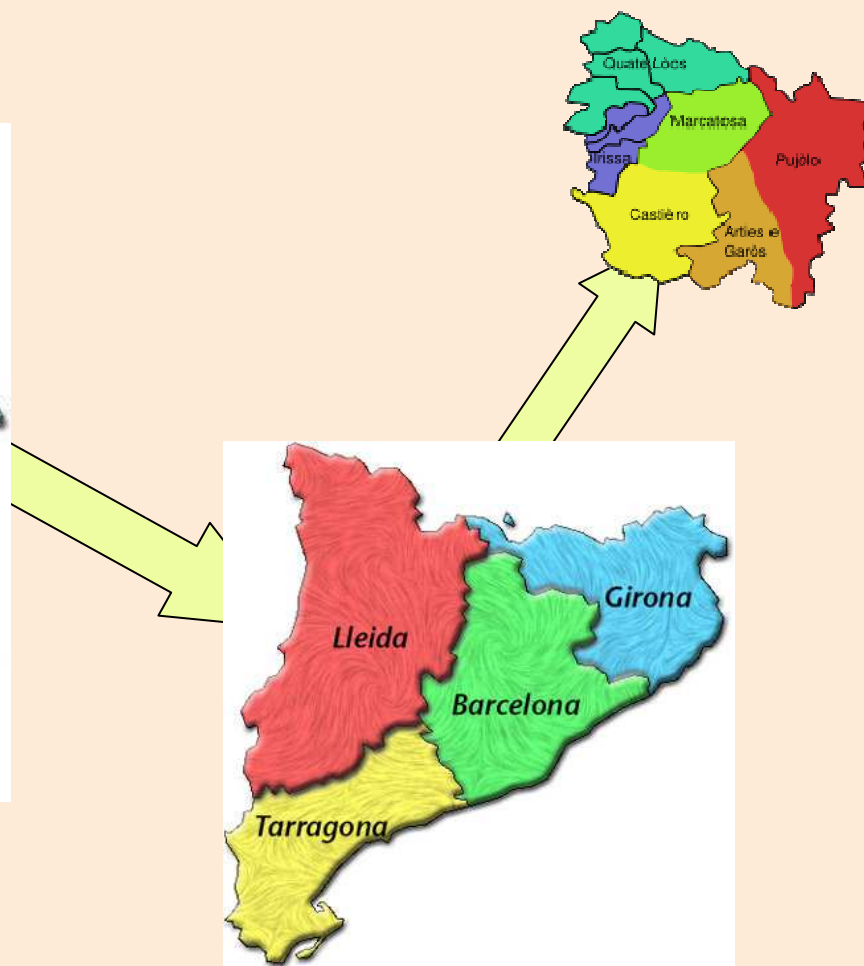 Quate Lòcs
Marcatosa
Irissa
Pujòlo
Castièro
Arties e
Garòs
Girona
Lleida
Barcelona
Tarragona